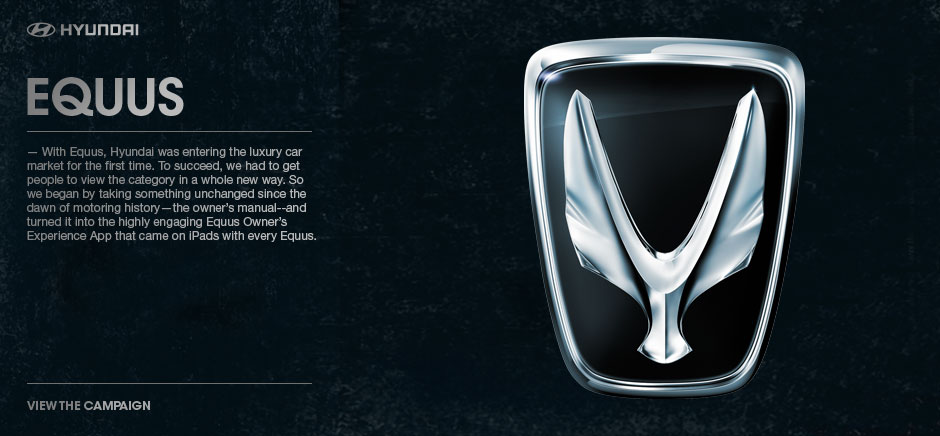 HYUNDAI
EQUUS
— With Equus, Hyundai was entering the luxury car
market for the first time. To succeed, we had to get
people to view the category in a whole new way. So
we began by taking something unchanged since the
dawn of motoring history—the owner's manual--and
turned it into the highly engaging Equus Owner's
Experience App that came on iPads with every Equus.
VIEW THE CAMPAIGN